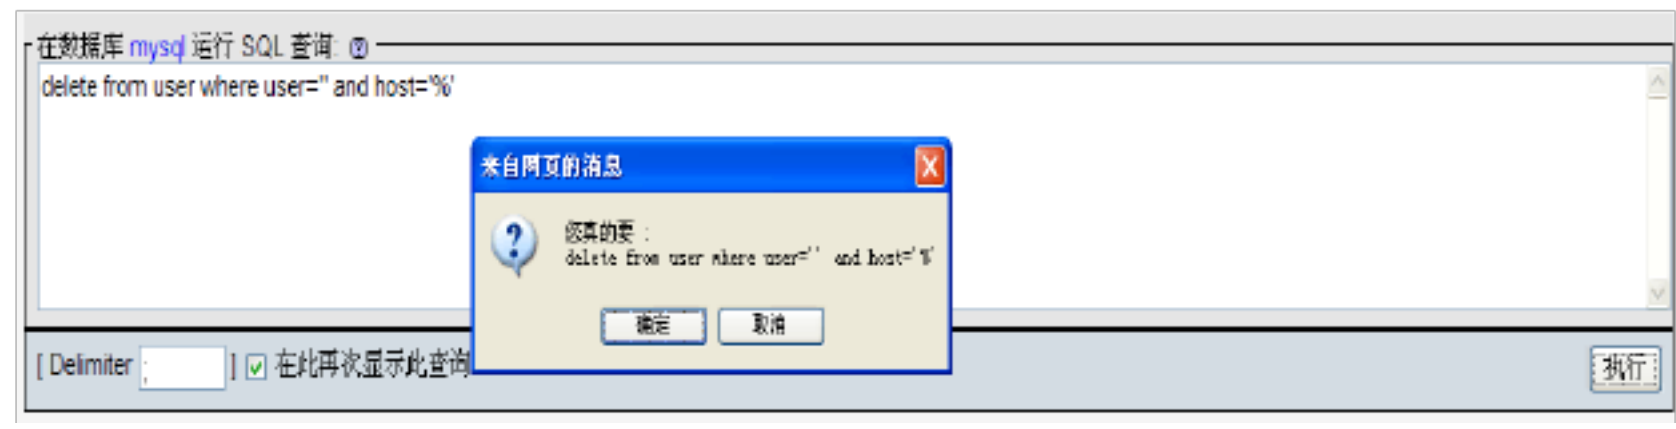 在数据库 mysql 运行 SQL 查询:
delete from user where user='' and host='%'
来自网页的消息
您真的要 :
delete from user where user='' and host='%'
确定 取消
[ Delimiter ; ] 在此再次显示此查询
执行